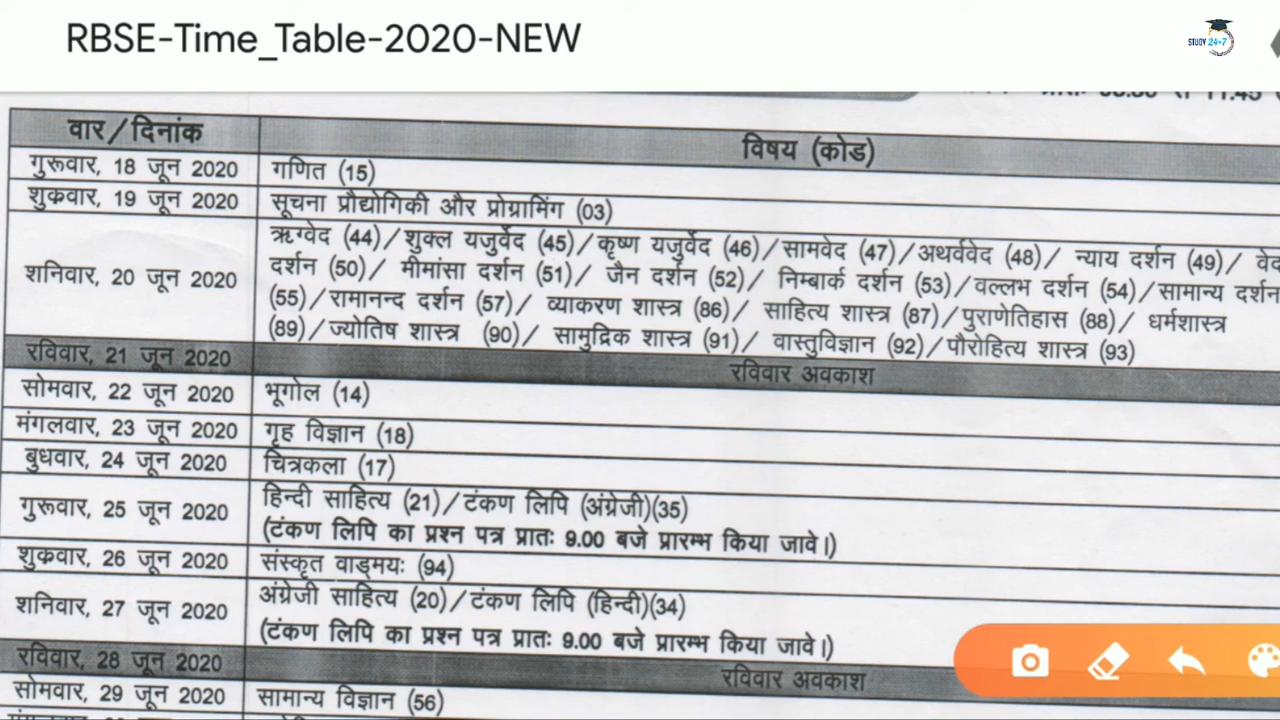 RBSE-Time_Table-2020-NEW
STUDY 24×7
वार/दिनांक
विषय (कोड)
गुरूवार, 18 जून 2020
गणित (15)
शुक्रवार, 19 जून 2020
सूचना प्रौद्योगिकी और प्रोग्रामिंग (03)
शनिवार, 20 जून 2020
ऋग्वेद (44)/शुक्ल यजुर्वेद (45)/कृष्ण यजुर्वेद (46)/सामवेद (47)/अथर्ववेद (48)/ न्याय दर्शन (49)/
दर्शन (50)/ मीमांसा दर्शन (51)/ जैन दर्शन (52)/ निम्बार्क दर्शन (53)/वल्लभ दर्शन (54)/सामान्य दर्शन
(55)/रामानन्द दर्शन (57)/ व्याकरण शास्त्र (86)/ साहित्य शास्त्र (87)/पुराणेतिहास (88)/ धर्मशास्त्र
(89)/ज्योतिष शास्त्र (90)/ सामुद्रिक शास्त्र (91)/ वास्तुविज्ञान (92)/पौरोहित्य शास्त्र (93)
रविवार, 21 जून 2020
रविवार अवकाश
सोमवार, 22 जून 2020
भूगोल (14)
मंगलवार, 23 जून 2020
गृह विज्ञान (18)
बुधवार, 24 जून 2020
चित्रकला (17)
गुरूवार, 25 जून 2020
हिन्दी साहित्य (21)/टंकण लिपि (अंग्रेजी)(35)
(टंकण लिपि का प्रश्न पत्र प्रातः 9.00 बजे प्रारम्भ किया जावे।)
शुक्रवार, 26 जून 2020
संस्कृत वाड्मयः (94)
शनिवार, 27 जून 2020
अंग्रेजी साहित्य (20)/टंकण लिपि (हिन्दी)(34)
(टंकण लिपि का प्रश्न पत्र प्रातः 9.00 बजे प्रारम्भ किया जावे।)
रविवार, 28 जून 2020
रविवार अवकाश
सोमवार, 29 जून 2020
सामान्य विज्ञान (56)